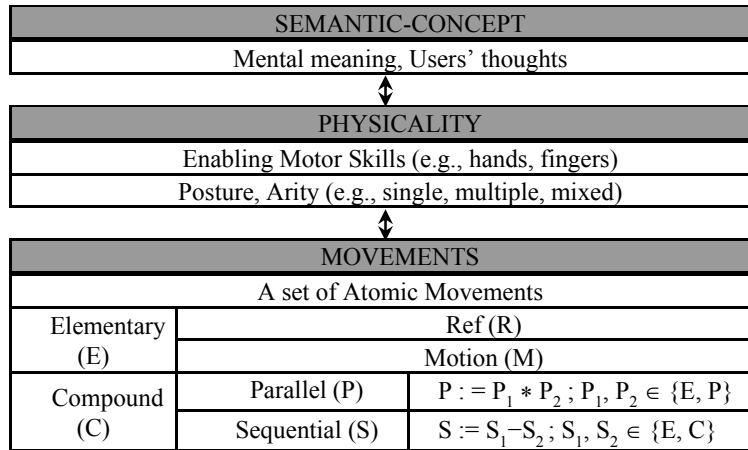 SEMANTIC-CONCEPT
Mental meaning, Users’ thoughts
PHYSICALITY
Enabling Motor Skills (e.g., hands, fingers)
Posture, Arity (e.g., single, multiple, mixed)
MOVEMENTS
A set of Atomic Movements
Elementary
(E)
Ref (R)
Motion (M)
Compound
(C)
Parallel (P)
P : = P₁ * P₂ ; P₁, P₂ ∈ {E, P}
Sequential (S)
S := S₁−S₂ ; S₁, S₂ ∈ {E, C}